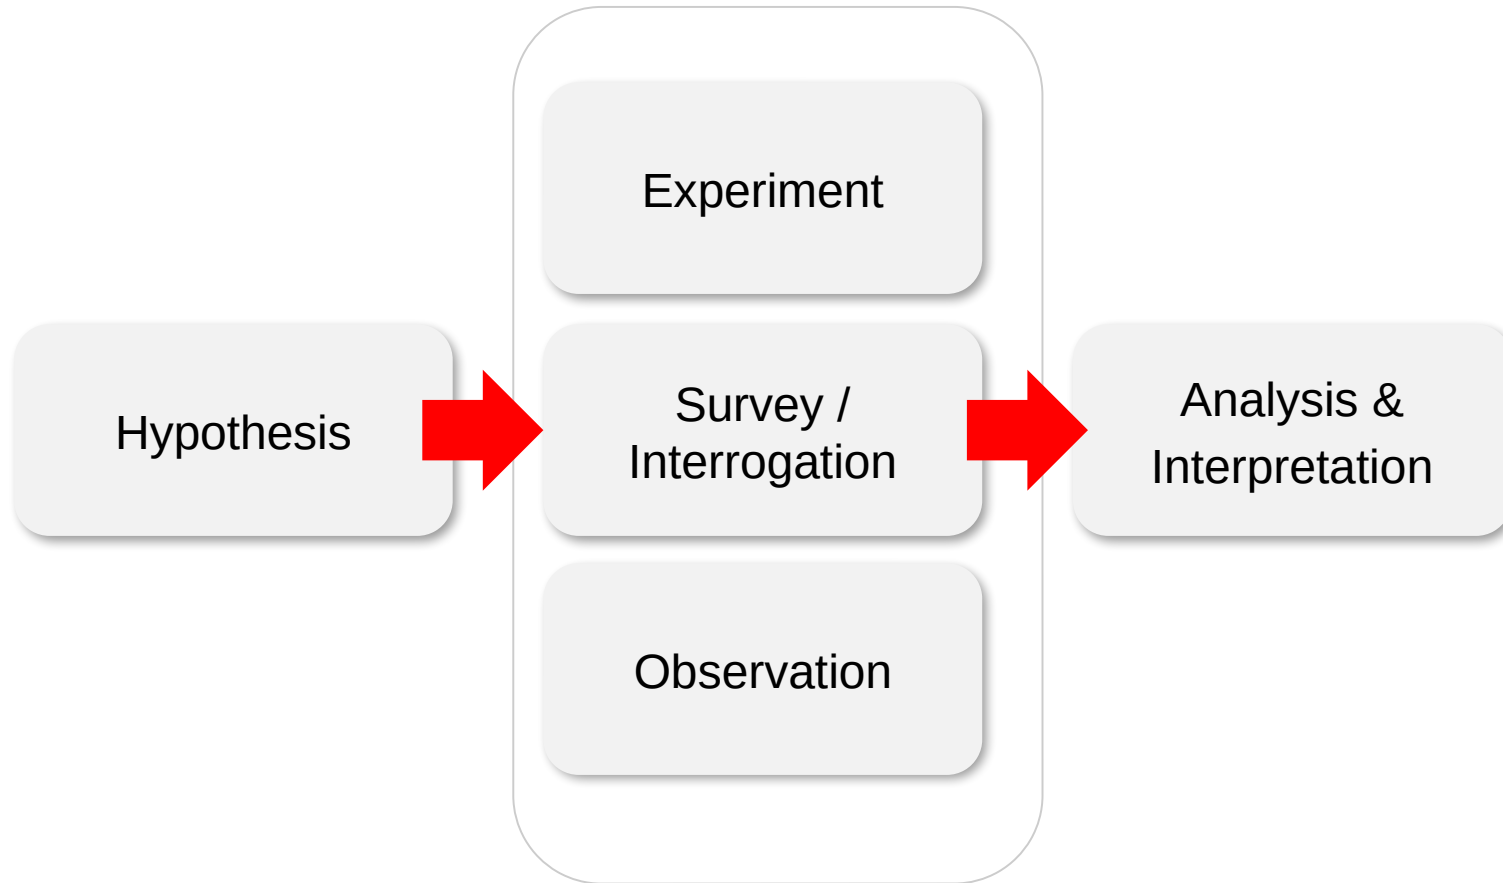 Hypothesis
Experiment
Survey /
Interrogation
Observation
Analysis &
Interpretation